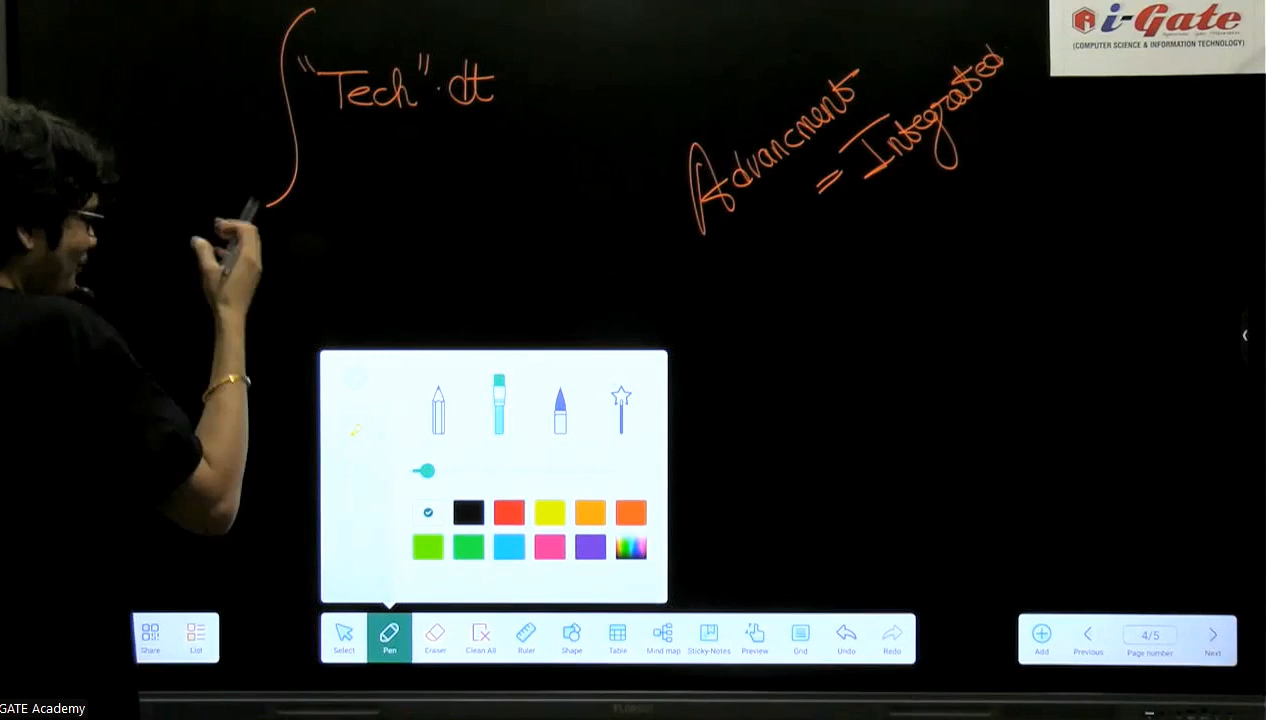 ∫ "Tech" · dt
Advancment
= Integrated
i-Gate
(COMPUTER SCIENCE & INFORMATION TECHNOLOGY)
Share
List
Select
Pen
Eraser
Clean All
Ruler
Shape
Table
Mind map
Sticky-Notes
Preview
Grid
Undo
Redo
Add
Previous
4/5
Page number
Next
GATE Academy